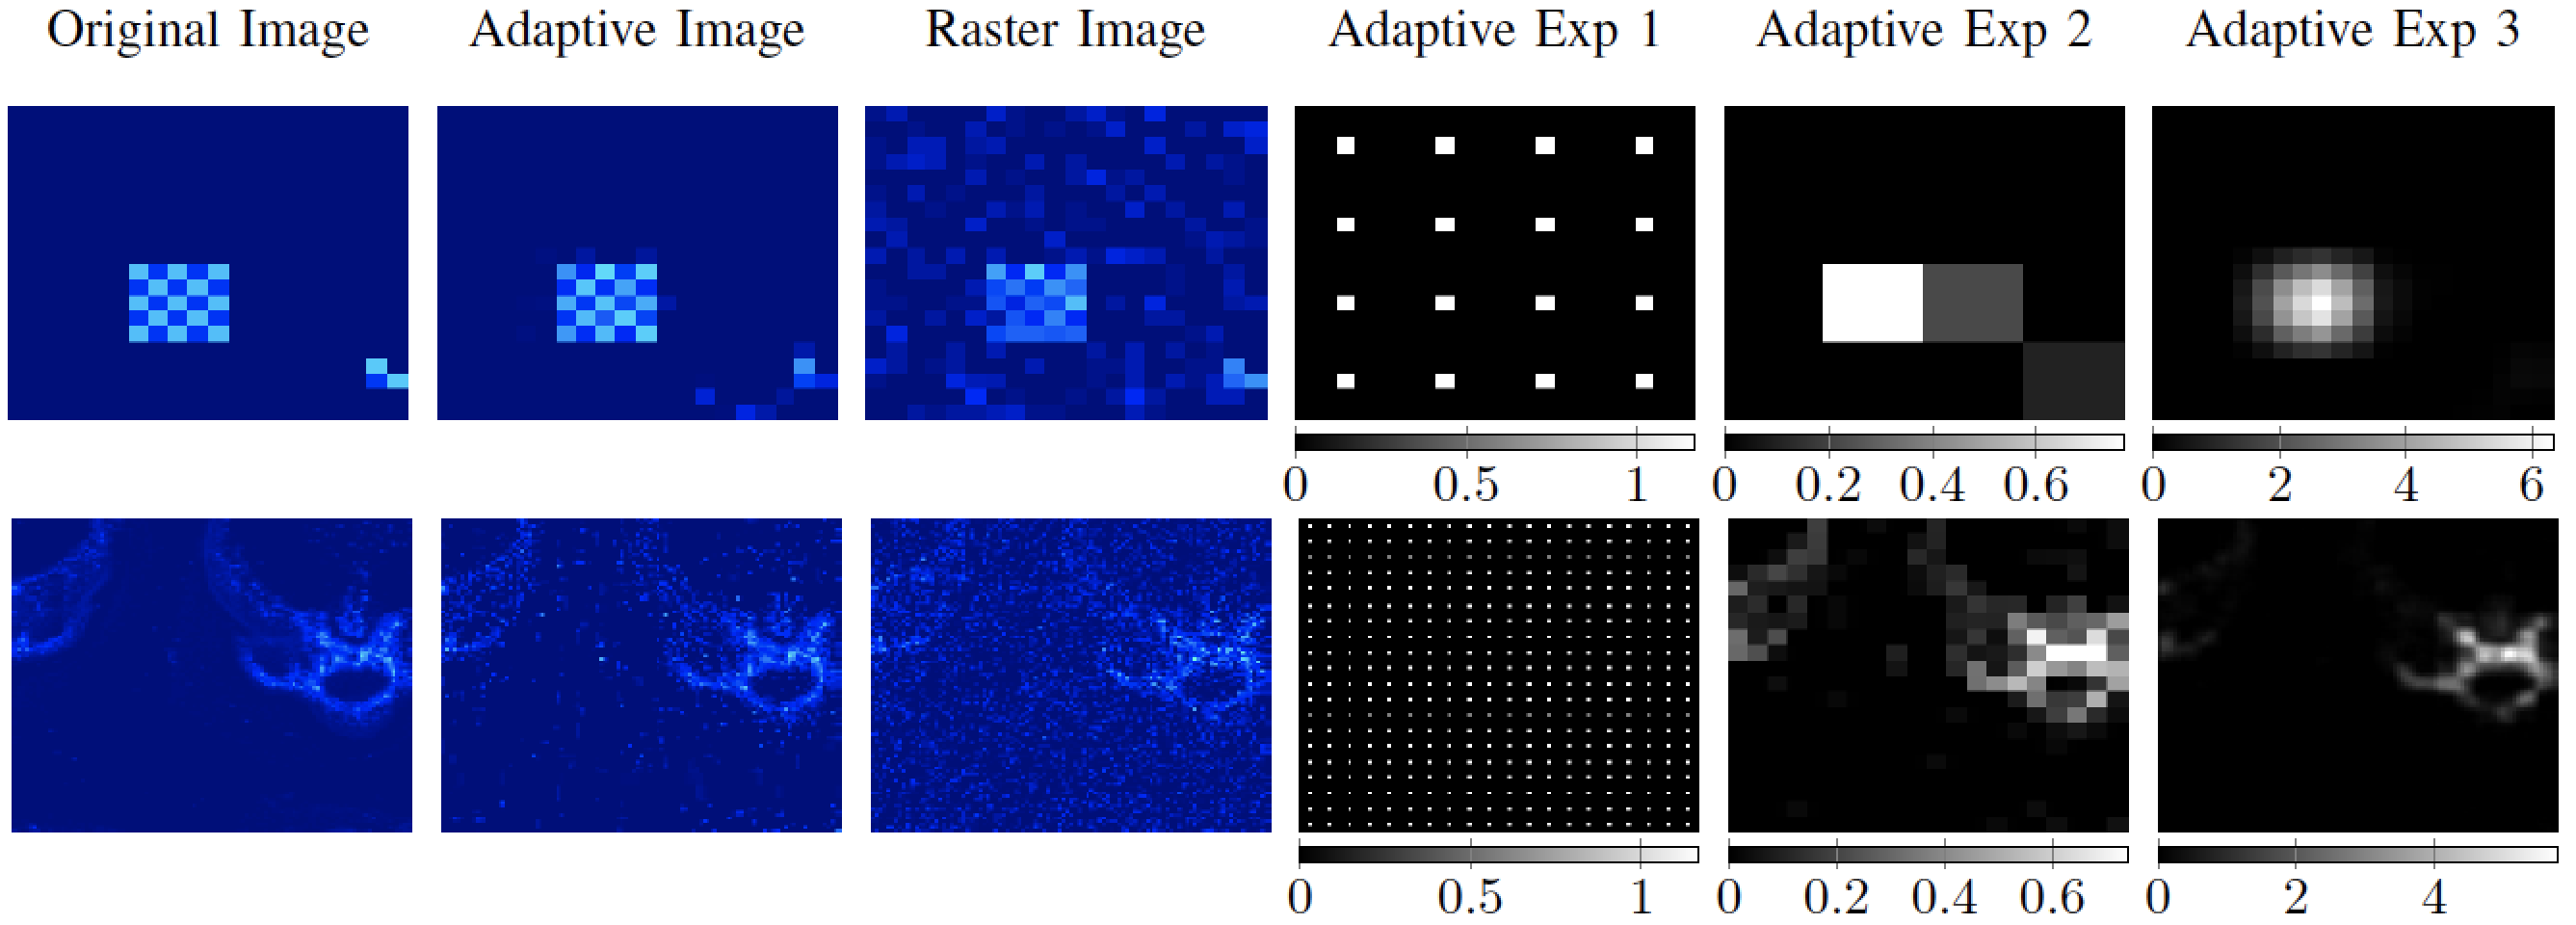 Original Image Adaptive Image Raster Image Adaptive Exp 1 Adaptive Exp 2 Adaptive Exp 3
0 0.5 1 0 0.2 0.4 0.6 0 2 4 6
0 0.5 1 0 0.2 0.4 0.6 0 2 4